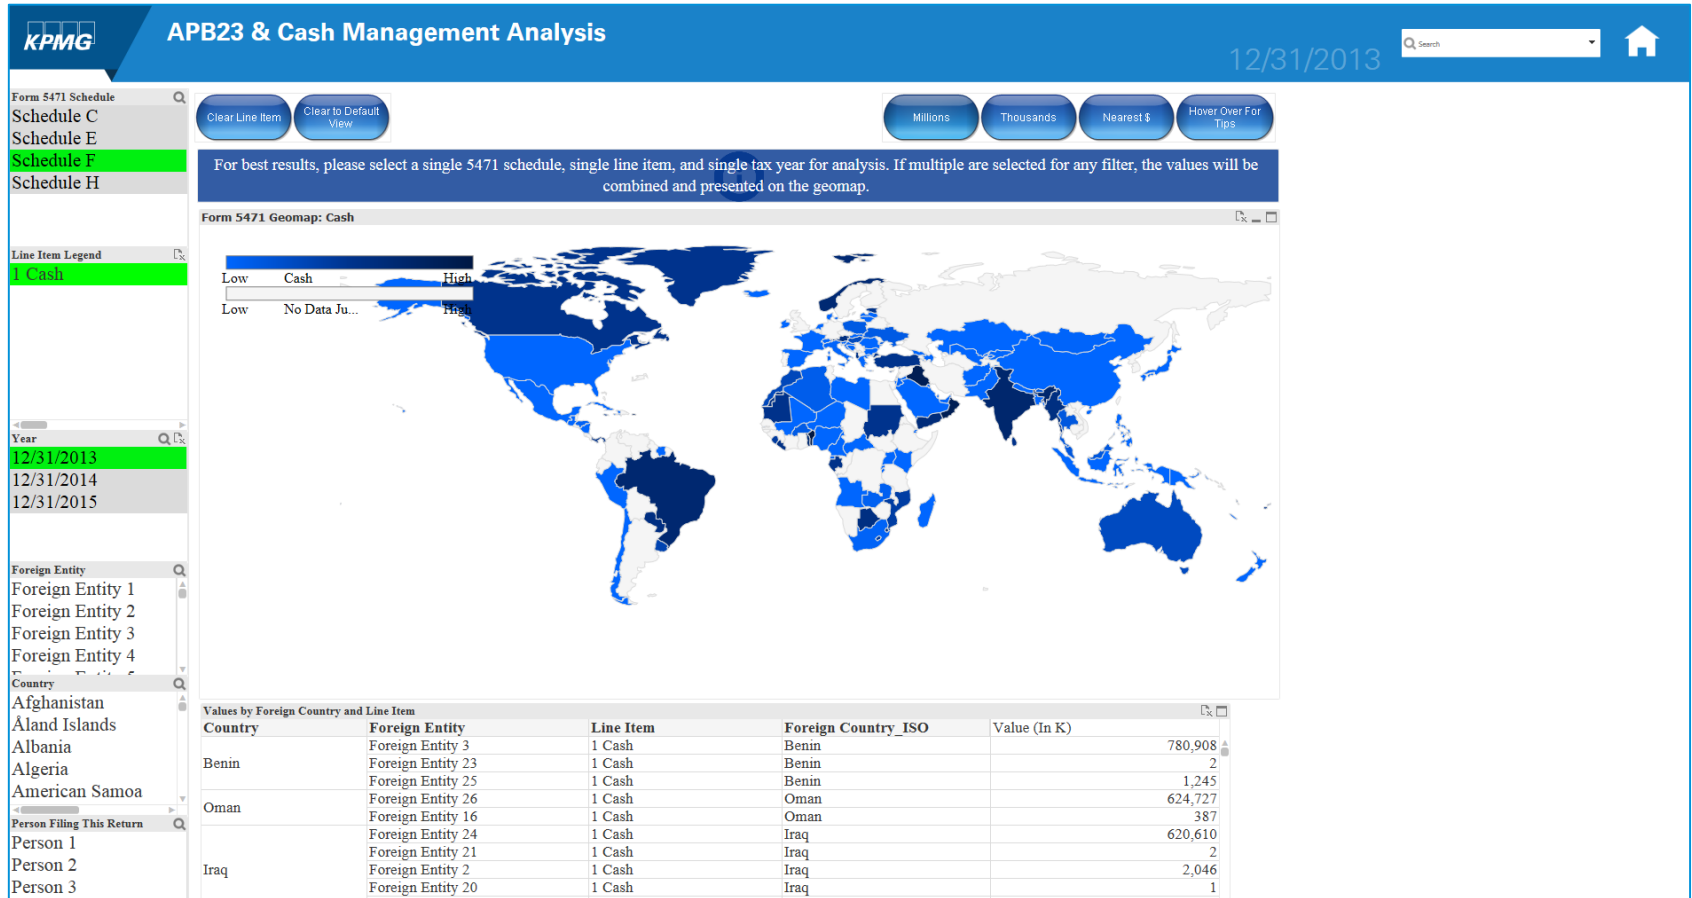 KPMG
APB23 & Cash Management Analysis
12/31/2013
Search
Form 5471 Schedule
Schedule C
Schedule E
Schedule F
Schedule H
Line Item Legend
1 Cash
Year
12/31/2013
12/31/2014
12/31/2015
Foreign Entity
Foreign Entity 1
Foreign Entity 2
Foreign Entity 3
Foreign Entity 4
Country
Afghanistan
Åland Islands
Albania
Algeria
American Samoa
Person Filing This Return
Person 1
Person 2
Person 3
Clear Line Item
Clear to Default
View
Millions
Thousands
Nearest $
Hover Over For
Tips
For best results, please select a single 5471 schedule, single line item, and single tax year for analysis. If multiple are selected for any filter, the values will be
combined and presented on the geomap.
Form 5471 Geomap: Cash
Low Cash High
Low No Data Ju... High
Values by Foreign Country and Line Item
Country Foreign Entity Line Item Foreign Country_ISO Value (In K)
Foreign Entity 3 1 Cash Benin 780,908
Benin Foreign Entity 23 1 Cash Benin 2
Foreign Entity 25 1 Cash Benin 1,245
Oman Foreign Entity 26 1 Cash Oman 624,727
Foreign Entity 16 1 Cash Oman 387
Foreign Entity 24 1 Cash Iraq 620,610
Foreign Entity 21 1 Cash Iraq 2
Iraq Foreign Entity 2 1 Cash Iraq 2,046
Foreign Entity 20 1 Cash Iraq 1